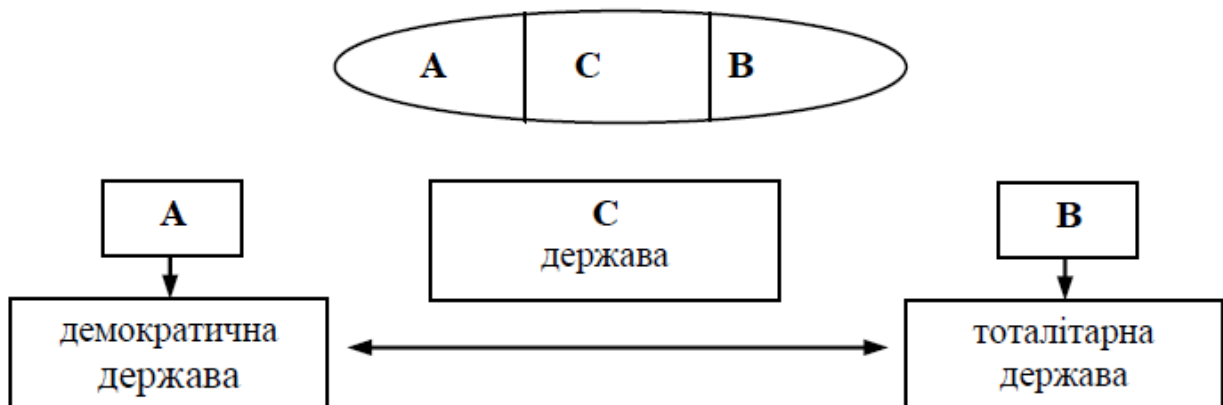 А С В
А
С
держава
В
демократична
держава
тоталітарна
держава